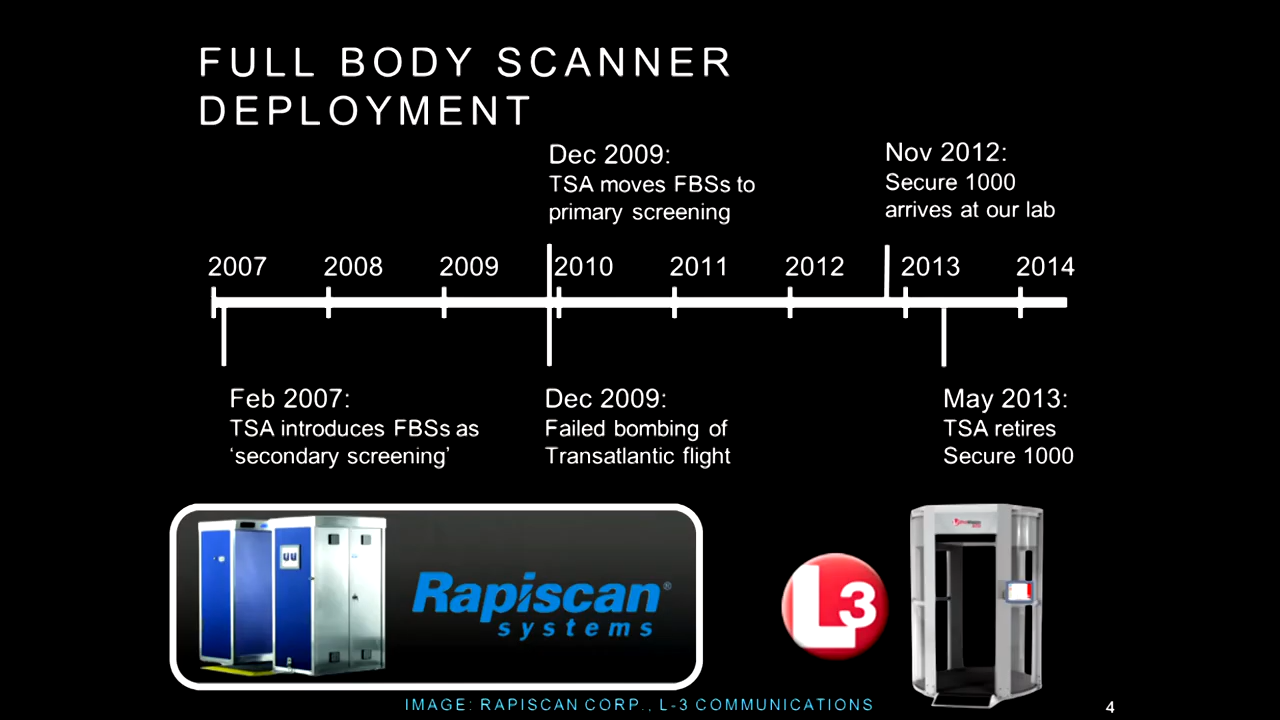 FULL BODY SCANNER
DEPLOYMENT
Dec 2009:
TSA moves FBSs to
primary screening
Nov 2012:
Secure 1000
arrives at our lab
2007 2008 2009 2010 2011 2012 2013 2014
Feb 2007:
TSA introduces FBSs as
‘secondary screening’
Dec 2009:
Failed bombing of
Transatlantic flight
May 2013:
TSA retires
Secure 1000
Rapiscan®
systems
L3
IMAGE: RAPISCAN CORP., L-3 COMMUNICATIONS
4